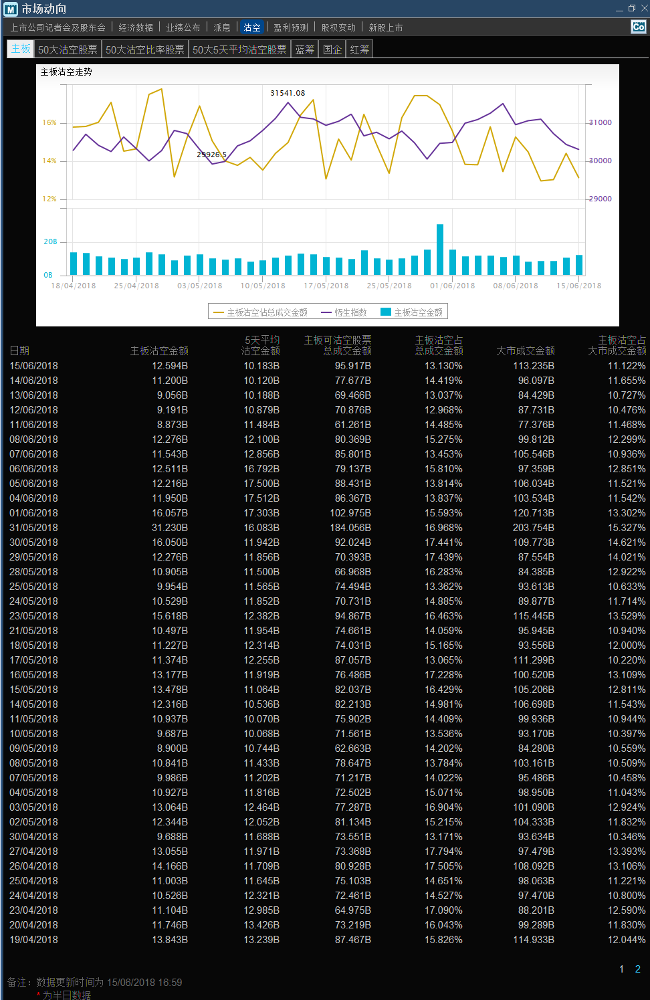 M 市场动向
上市公司记者会及股东会 | 经济数据 | 业绩公布 | 派息 | 沽空 | 盈利预测 | 股权变动 | 新股上市 Co
主板 50大沽空股票 50大沽空比率股票 50大5天平均沽空股票 蓝筹 国企 红筹
主板沽空走势
31541.08
16% 31000
29926.5
14% 30000
12% 29000
20B
0B
18/04/2018 25/04/2018 03/05/2018 10/05/2018 17/05/2018 25/05/2018 01/06/2018 08/06/2018 15/06/2018
主板沽空佔总成交金额 恆生指数 主板沽空金额
5天平均 主板可沽空股票 主板沽空占 主板沽空占
日期 主板沽空金额 沽空金额 总成交金额 总成交金额 大市成交金额 大市成交金额
15/06/2018 12.594B 10.183B 95.917B 13.130% 113.235B 11.122%
14/06/2018 11.200B 10.120B 77.677B 14.419% 96.097B 11.655%
13/06/2018 9.056B 10.188B 69.466B 13.037% 84.429B 10.727%
12/06/2018 9.191B 10.879B 70.876B 12.968% 87.731B 10.476%
11/06/2018 8.873B 11.484B 61.261B 14.485% 77.376B 11.468%
08/06/2018 12.276B 12.100B 80.369B 15.275% 99.812B 12.299%
07/06/2018 11.543B 12.856B 85.801B 13.453% 105.546B 10.936%
06/06/2018 12.511B 16.792B 79.137B 15.810% 97.359B 12.851%
05/06/2018 12.216B 17.500B 88.431B 13.814% 106.034B 11.521%
04/06/2018 11.950B 17.512B 86.367B 13.837% 103.534B 11.542%
01/06/2018 16.057B 17.303B 102.975B 15.593% 120.713B 13.302%
31/05/2018 31.230B 16.083B 184.056B 16.968% 203.754B 15.327%
30/05/2018 16.050B 11.942B 92.024B 17.441% 109.773B 14.621%
29/05/2018 12.276B 11.856B 70.393B 17.439% 87.554B 14.021%
28/05/2018 10.905B 11.500B 66.968B 16.283% 84.385B 12.922%
25/05/2018 9.954B 11.565B 74.494B 13.362% 93.613B 10.633%
24/05/2018 10.529B 11.852B 70.731B 14.885% 89.877B 11.714%
23/05/2018 15.618B 12.382B 94.867B 16.463% 115.445B 13.529%
21/05/2018 10.497B 11.954B 74.661B 14.059% 95.945B 10.940%
18/05/2018 11.227B 12.314B 74.031B 15.165% 93.556B 12.000%
17/05/2018 11.374B 12.255B 87.057B 13.065% 111.299B 10.220%
16/05/2018 13.177B 11.919B 76.486B 17.228% 100.520B 13.109%
15/05/2018 13.478B 11.064B 82.037B 16.429% 105.206B 12.811%
14/05/2018 12.316B 10.536B 82.213B 14.981% 106.698B 11.543%
11/05/2018 10.937B 10.070B 75.902B 14.409% 99.936B 10.944%
10/05/2018 9.687B 10.068B 71.561B 13.536% 93.170B 10.397%
09/05/2018 8.900B 10.744B 62.663B 14.202% 84.280B 10.559%
08/05/2018 10.841B 11.433B 78.647B 13.784% 103.161B 10.509%
07/05/2018 9.986B 11.202B 71.217B 14.022% 95.486B 10.458%
04/05/2018 10.927B 11.816B 72.502B 15.071% 98.950B 11.043%
03/05/2018 13.064B 12.464B 77.287B 16.904% 101.090B 12.924%
02/05/2018 12.344B 12.052B 81.134B 15.215% 104.333B 11.832%
30/04/2018 9.688B 11.688B 73.551B 13.171% 93.634B 10.346%
27/04/2018 13.055B 11.971B 73.368B 17.794% 97.479B 13.393%
26/04/2018 14.166B 11.709B 80.928B 17.505% 108.092B 13.106%
25/04/2018 11.003B 11.645B 75.103B 14.651% 98.063B 11.221%
24/04/2018 10.526B 12.321B 72.461B 14.527% 97.470B 10.800%
23/04/2018 11.104B 12.985B 64.975B 17.090% 88.201B 12.590%
20/04/2018 11.746B 13.426B 73.219B 16.043% 99.289B 11.830%
19/04/2018 13.843B 13.239B 87.467B 15.826% 114.933B 12.044%
1 2
备注: 数据更新时间为 15/06/2018 16:59
* 为半日数据